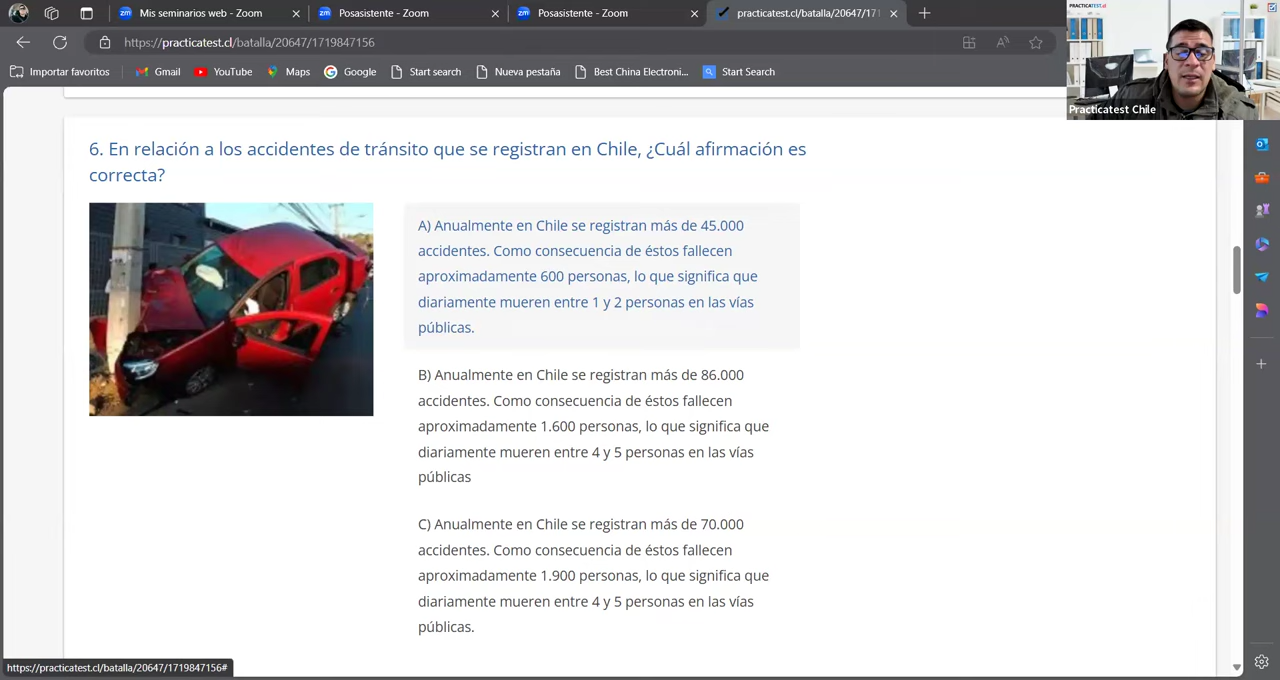 Mis seminarios web - Zoom
Posasistente - Zoom
Posasistente - Zoom
practicatest.cl/batalla/20647/171
https://practicatest.cl/batalla/20647/1719847156
Importar favoritos
Gmail
YouTube
Maps
Google
Start search
Nueva pestaña
Best China Electroni...
Start Search
PRACTICATEST.cl
Practicatest Chile
6. En relación a los accidentes de tránsito que se registran en Chile, ¿Cuál afirmación es
correcta?
A) Anualmente en Chile se registran más de 45.000
accidentes. Como consecuencia de éstos fallecen
aproximadamente 600 personas, lo que significa que
diariamente mueren entre 1 y 2 personas en las vías
públicas.
B) Anualmente en Chile se registran más de 86.000
accidentes. Como consecuencia de éstos fallecen
aproximadamente 1.600 personas, lo que significa que
diariamente mueren entre 4 y 5 personas en las vías
públicas
C) Anualmente en Chile se registran más de 70.000
accidentes. Como consecuencia de éstos fallecen
aproximadamente 1.900 personas, lo que significa que
diariamente mueren entre 4 y 5 personas en las vías
públicas.
https://practicatest.cl/batalla/20647/1719847156#